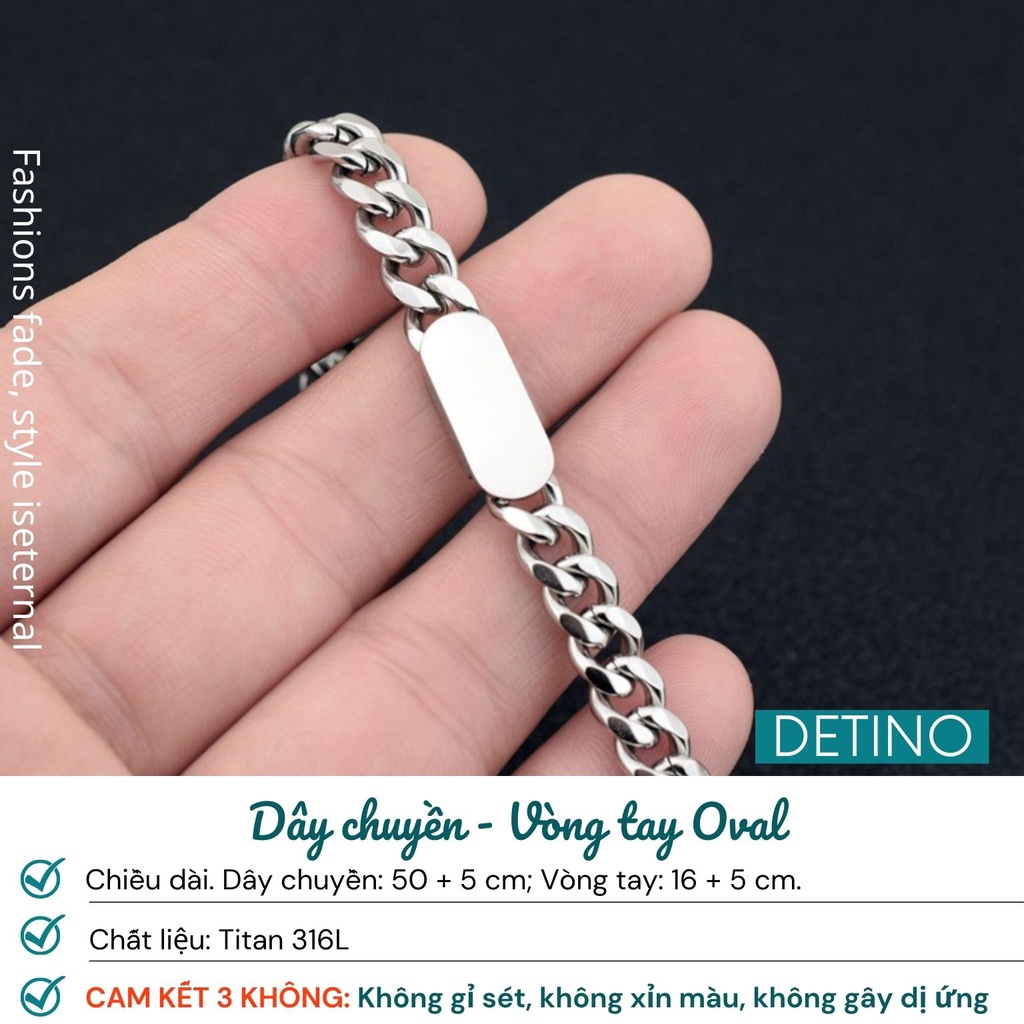 Fashions fade, style iseternal
DETINO
Dây chuyền - Vòng tay Oval
Chiều dài. Dây chuyền: 50 + 5 cm; Vòng tay: 16 + 5 cm.
Chất liệu: Titan 316L
CAM KẾT 3 KHÔNG: Không gỉ sét, không xỉn màu, không gây dị ứng